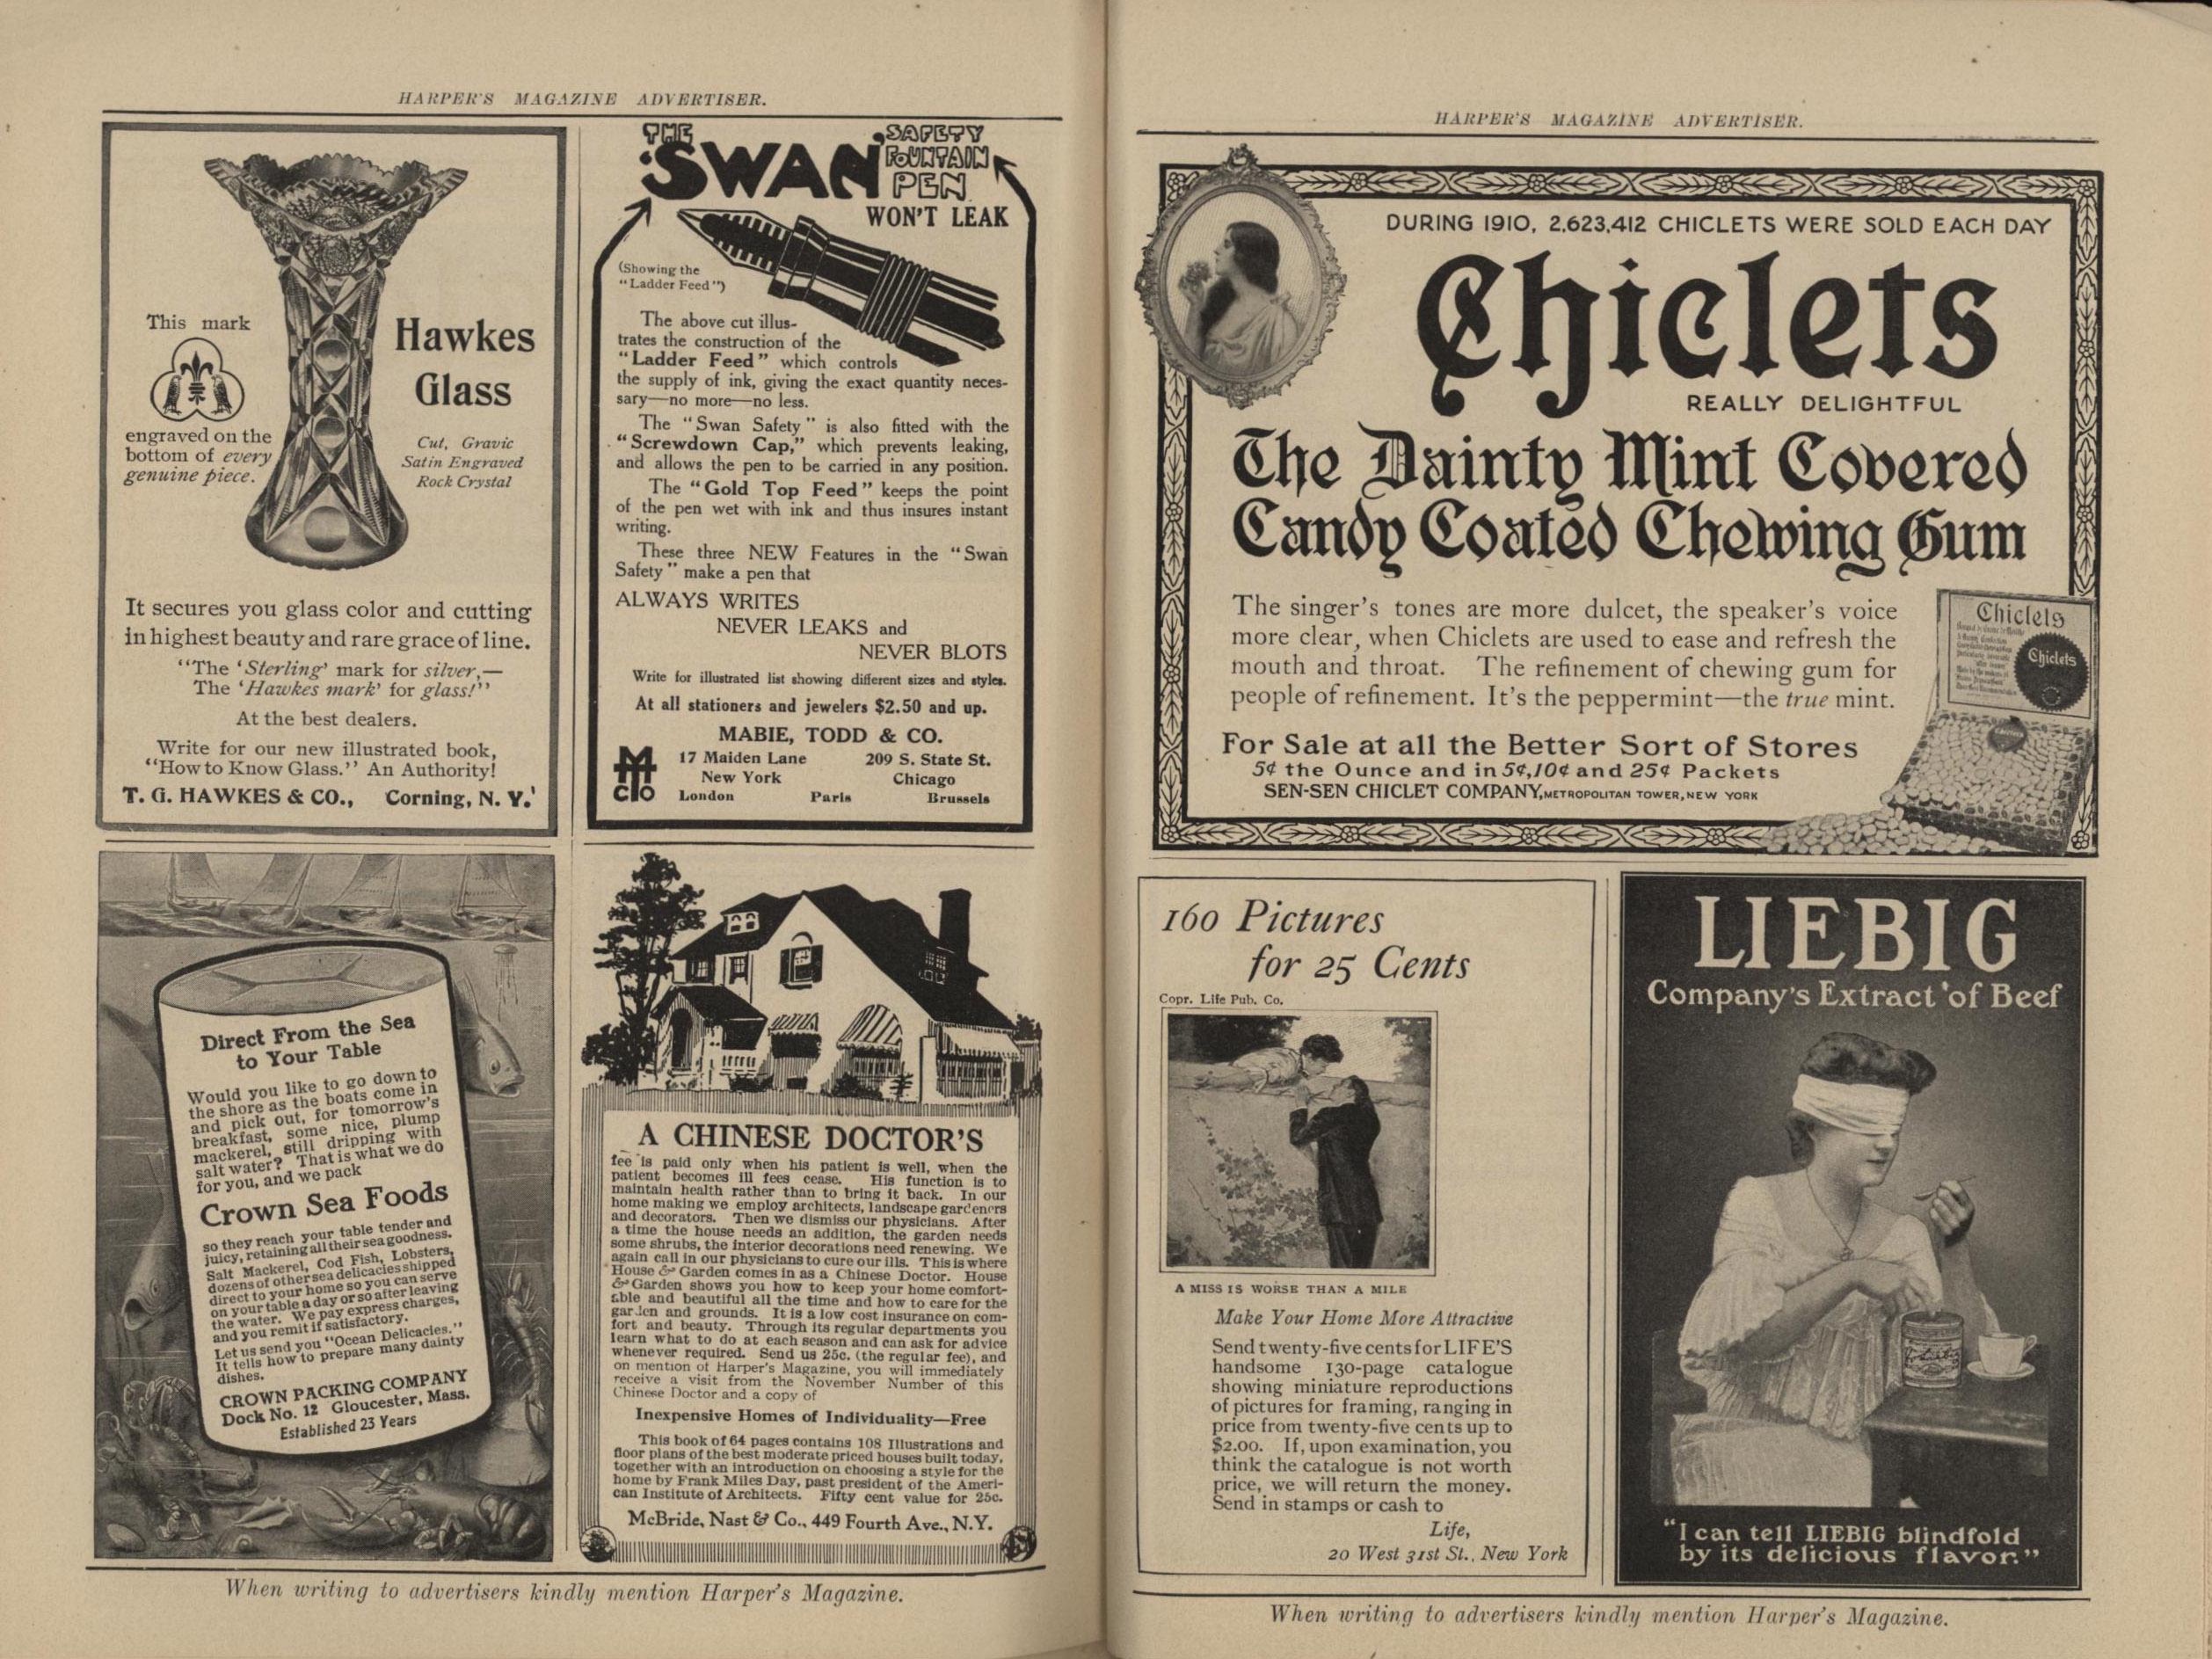 HARPER'S MAGAZINE ADVERTISER.
This mark
engraved on the
bottom of every
genuine piece.
Hawkes
Glass
Cut, Gravic
Satin Engraved
Rock Crystal
It secures you glass color and cutting
in highest beauty and rare grace of line.
"The 'Sterling' mark for silver,—
The 'Hawkes mark' for glass!"
At the best dealers.
Write for our new illustrated book,
"How to Know Glass." An Authority!
T. G. HAWKES & CO., Corning, N. Y.
THE SWAN SAFETY
FOUNTAIN
PEN
WON'T LEAK
(Showing the
"Ladder Feed")
The above cut illus-
trates the construction of the
"Ladder Feed" which controls
the supply of ink, giving the exact quantity neces-
sary—no more—no less.
The "Swan Safety" is also fitted with the
"Screwdown Cap," which prevents leaking,
and allows the pen to be carried in any position.
The "Gold Top Feed" keeps the point
of the pen wet with ink and thus insures instant
writing.
These three NEW Features in the "Swan
Safety" make a pen that
ALWAYS WRITES
NEVER LEAKS and
NEVER BLOTS
Write for illustrated list showing different sizes and styles.
At all stationers and jewelers $2.50 and up.
MABIE, TODD & CO.
17 Maiden Lane 209 S. State St.
New York Chicago
London Paris Brussels
Direct From the Sea
to Your Table
Would you like to go down to
the shore as the boats come in
and pick out, for tomorrow's
breakfast, some nice, plump
mackerel, still dripping with
salt water? That is what we do
for you, and we pack
Crown Sea Foods
so they reach your table tender and
juicy, retaining all their sea goodness.
Salt Mackerel, Cod Fish, Lobsters,
dozens of other sea delicacies shipped
direct to your home so you can serve
on your table a day or so after leaving
the water. We pay express charges,
and you remit if satisfactory.
Let us send you "Ocean Delicacies."
It tells how to prepare many dainty
dishes.
CROWN PACKING COMPANY
Dock No. 12 Gloucester, Mass.
Established 23 Years
A CHINESE DOCTOR'S
fee is paid only when his patient is well, when the
patient becomes ill fees cease. His function is to
maintain health rather than to bring it back. In our
home making we employ architects, landscape gardeners
and decorators. Then we dismiss our physicians. After
a time the house needs an addition, the garden needs
some shrubs, the interior decorations need renewing. We
again call in our physicians to cure our ills. This is where
House & Garden comes in as a Chinese Doctor. House
& Garden shows you how to keep your home comfort-
able and beautiful all the time and how to care for the
garden and grounds. It is a low cost insurance on com-
fort and beauty. Through its regular departments you
learn what to do at each season and can ask for advice
whenever required. Send us 25c. (the regular fee), and
on mention of Harper's Magazine, you will immediately
receive a visit from the November Number of this
Chinese Doctor and a copy of
Inexpensive Homes of Individuality—Free
This book of 64 pages contains 108 Illustrations and
floor plans of the best moderate priced houses built today,
together with an introduction on choosing a style for the
home by Frank Miles Day, past president of the Ameri-
can Institute of Architects. Fifty cent value for 25c.
McBride, Nast & Co., 449 Fourth Ave., N.Y.
When writing to advertisers kindly mention Harper's Magazine.
HARPER'S MAGAZINE ADVERTISER.
DURING 1910, 2,623,412 CHICLETS WERE SOLD EACH DAY
Chiclets
REALLY DELIGHTFUL
The Dainty Mint Covered
Candy Coated Chewing Gum
The singer's tones are more dulcet, the speaker's voice
more clear, when Chiclets are used to ease and refresh the
mouth and throat. The refinement of chewing gum for
people of refinement. It's the peppermint—the true mint.
For Sale at all the Better Sort of Stores
5¢ the Ounce and in 5¢, 10¢ and 25¢ Packets
SEN-SEN CHICLET COMPANY, METROPOLITAN TOWER, NEW YORK
Chiclets
Chiclets
160 Pictures
for 25 Cents
Copr. Life Pub. Co.
A MISS IS WORSE THAN A MILE
Make Your Home More Attractive
Send twenty-five cents for LIFE'S
handsome 130-page catalogue
showing miniature reproductions
of pictures for framing, ranging in
price from twenty-five cents up to
$2.00. If, upon examination, you
think the catalogue is not worth
price, we will return the money.
Send in stamps or cash to
Life,
20 West 31st St., New York
LIEBIG
Company's Extract of Beef
"I can tell LIEBIG blindfold
by its delicious flavor."
When writing to advertisers kindly mention Harper's Magazine.